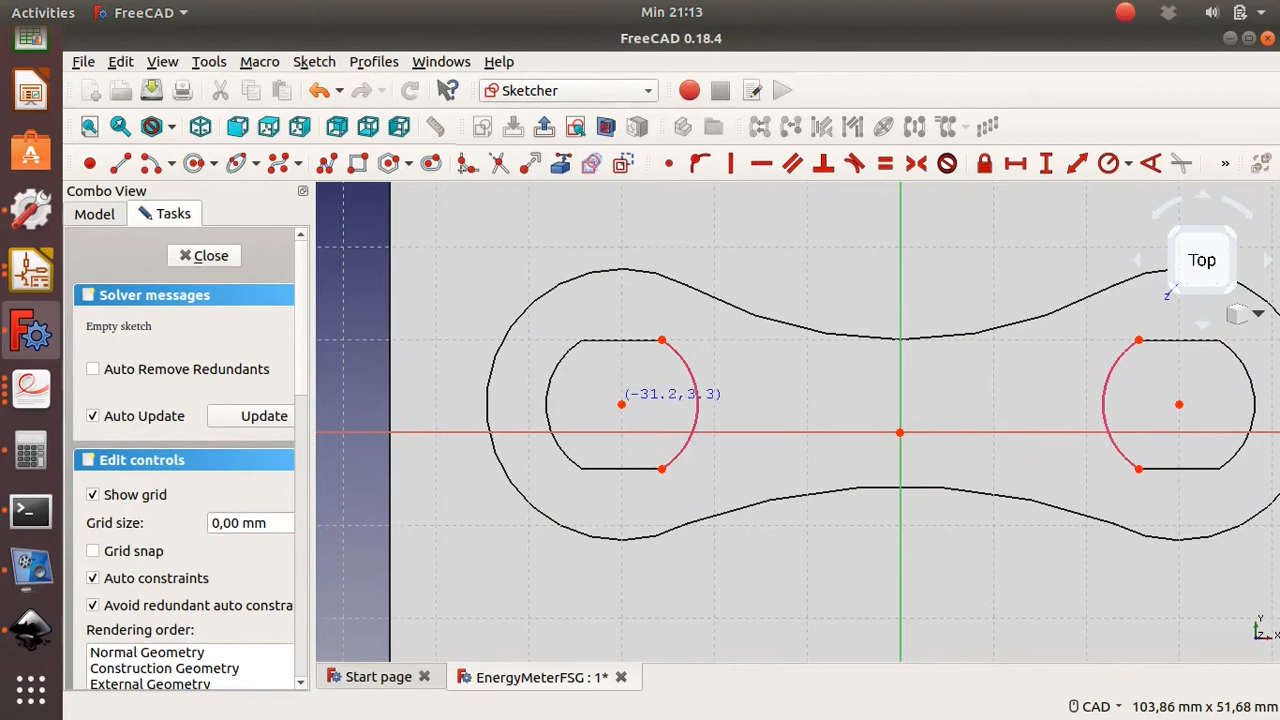 Activities FreeCAD Min 21:13
FreeCAD 0.18.4
File Edit View Tools Macro Sketch Profiles Windows Help
Sketcher
Combo View
Model Tasks
Close
Solver messages
Empty sketch
Auto Remove Redundants
Auto Update Update
Edit controls
Show grid
Grid size: 0,00 mm
Grid snap
Auto constraints
Avoid redundant auto constra
Rendering order:
Normal Geometry
Construction Geometry
External Geometry
(-31.2,3.3)
Top
z
Y
Z X
Start page EnergyMeterFSG : 1*
CAD 103,86 mm x 51,68 mm